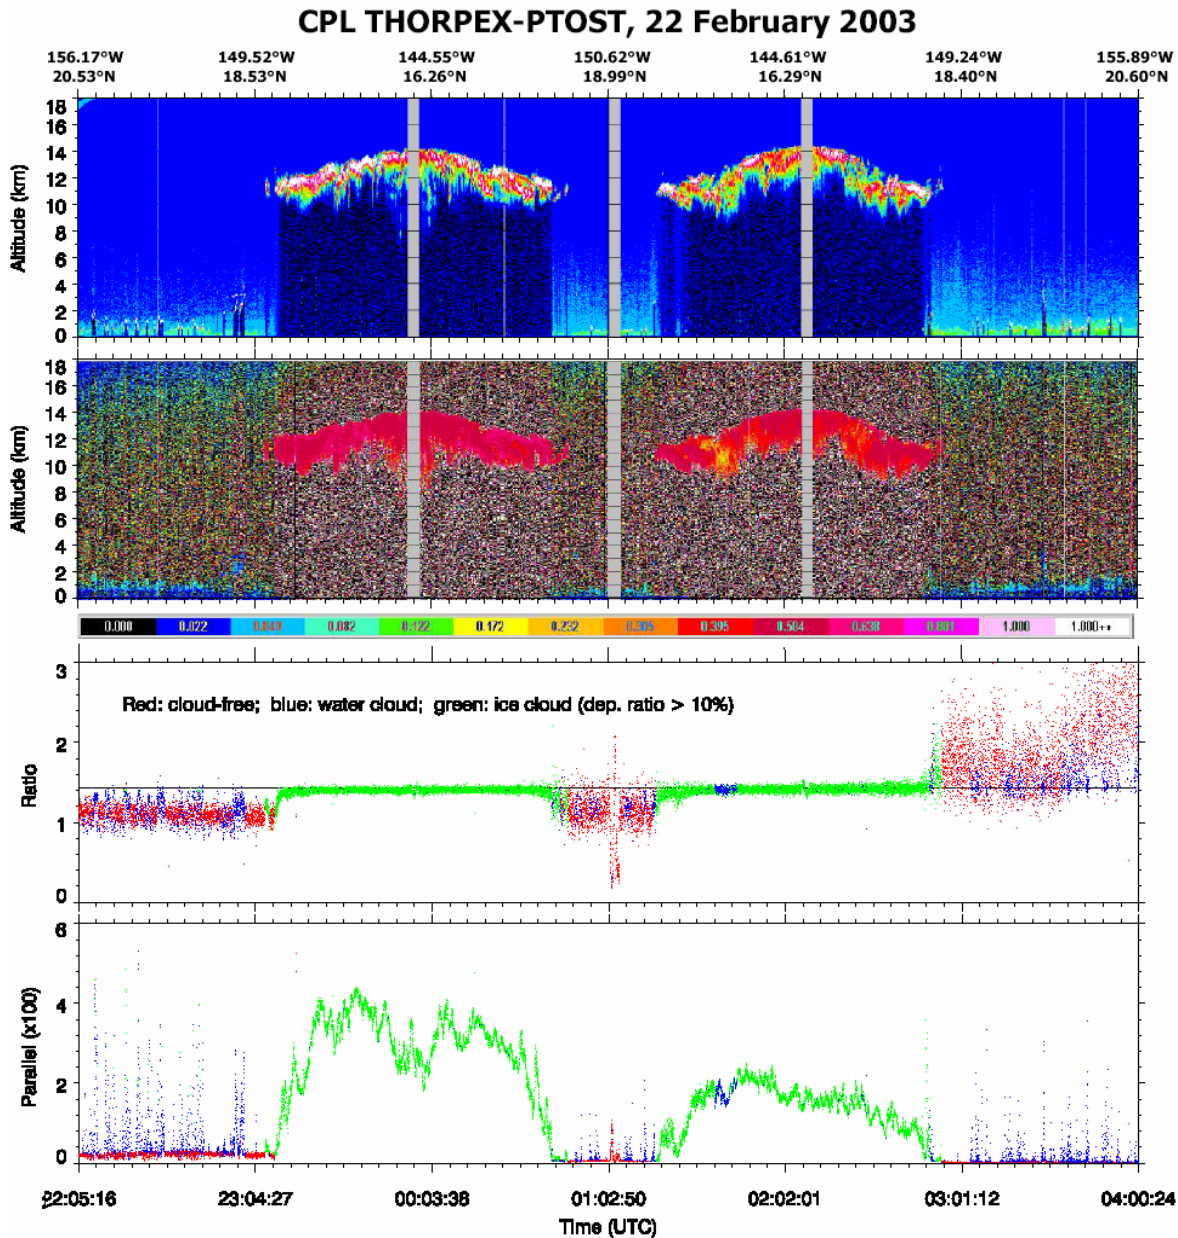 CPL THORPEX-PTOST, 22 February 2003
156.17°W 149.52°W 144.55°W 150.62°W 144.61°W 149.24°W 155.89°W
20.53°N 18.53°N 16.26°N 18.99°N 16.29°N 18.40°N 20.60°N
18
16
14
12
10
8
6
4
2
0
Altitude (km)
18
16
14
12
10
8
6
4
2
0
Altitude (km)
0.000 0.022 0.049 0.082 0.122 0.172 0.232 0.305 0.395 0.504 0.638 0.801 1.000 1.000++
3
2
1
0
Ratio
Red: cloud-free; blue: water cloud; green: ice cloud (dep. ratio > 10%)
6
4
2
0
Parallel (x100)
22:05:16 23:04:27 00:03:38 01:02:50 02:02:01 03:01:12 04:00:24
Time (UTC)